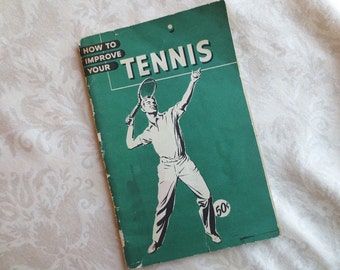 HOW TO
IMPROVE
YOUR
TENNIS
50¢